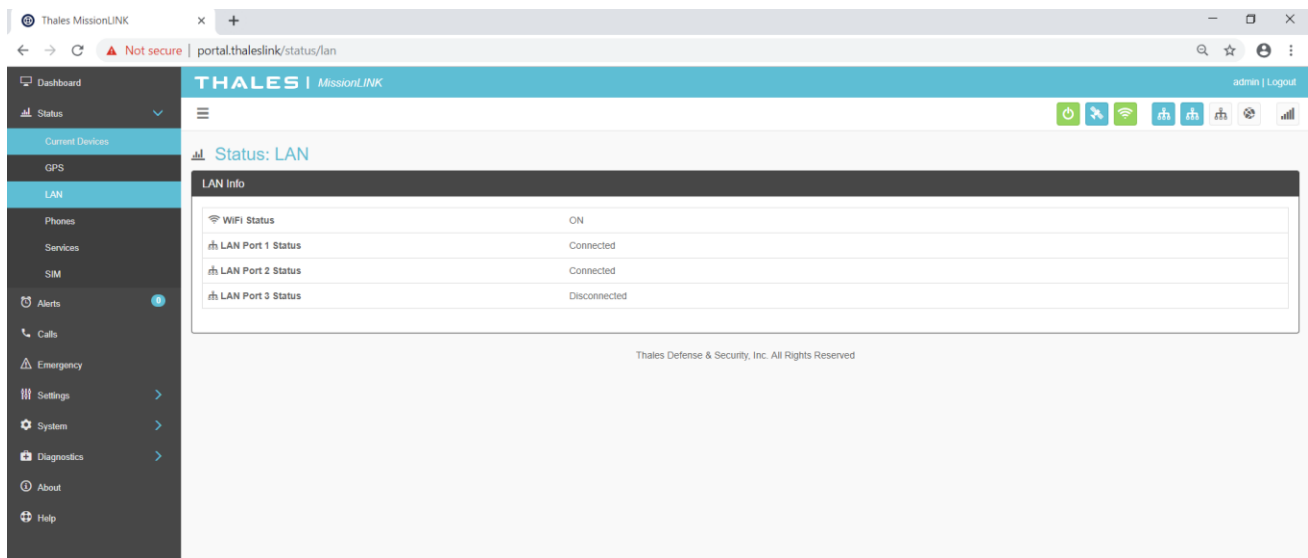 Thales MissionLINK
Not secure | portal.thaleslink/status/lan
Dashboard
THALES | MissionLINK
admin | Logout
Status
Current Devices
Status: LAN
GPS
LAN Info
LAN
WiFi Status ON
Phones
LAN Port 1 Status Connected
Services
LAN Port 2 Status Connected
SIM
LAN Port 3 Status Disconnected
Alerts 0
Calls
Thales Defense & Security, Inc. All Rights Reserved
Emergency
Settings
System
Diagnostics
About
Help